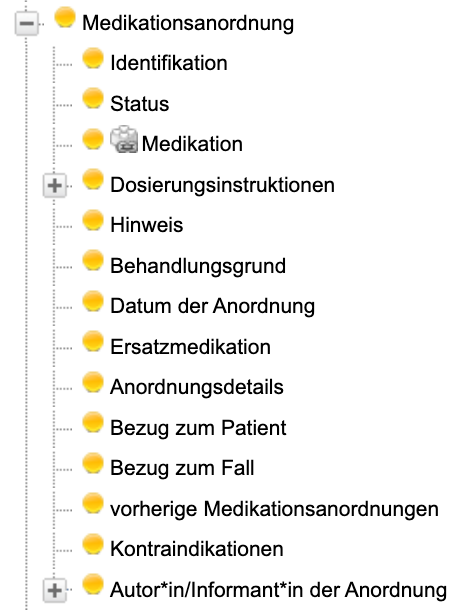 Medikationsanordnung
Identifikation
Status
Medikation
Dosierungsinstruktionen
Hinweis
Behandlungsgrund
Datum der Anordnung
Ersatzmedikation
Anordnungsdetails
Bezug zum Patient
Bezug zum Fall
vorherige Medikationsanordnungen
Kontraindikationen
Autor*in/Informant*in der Anordnung